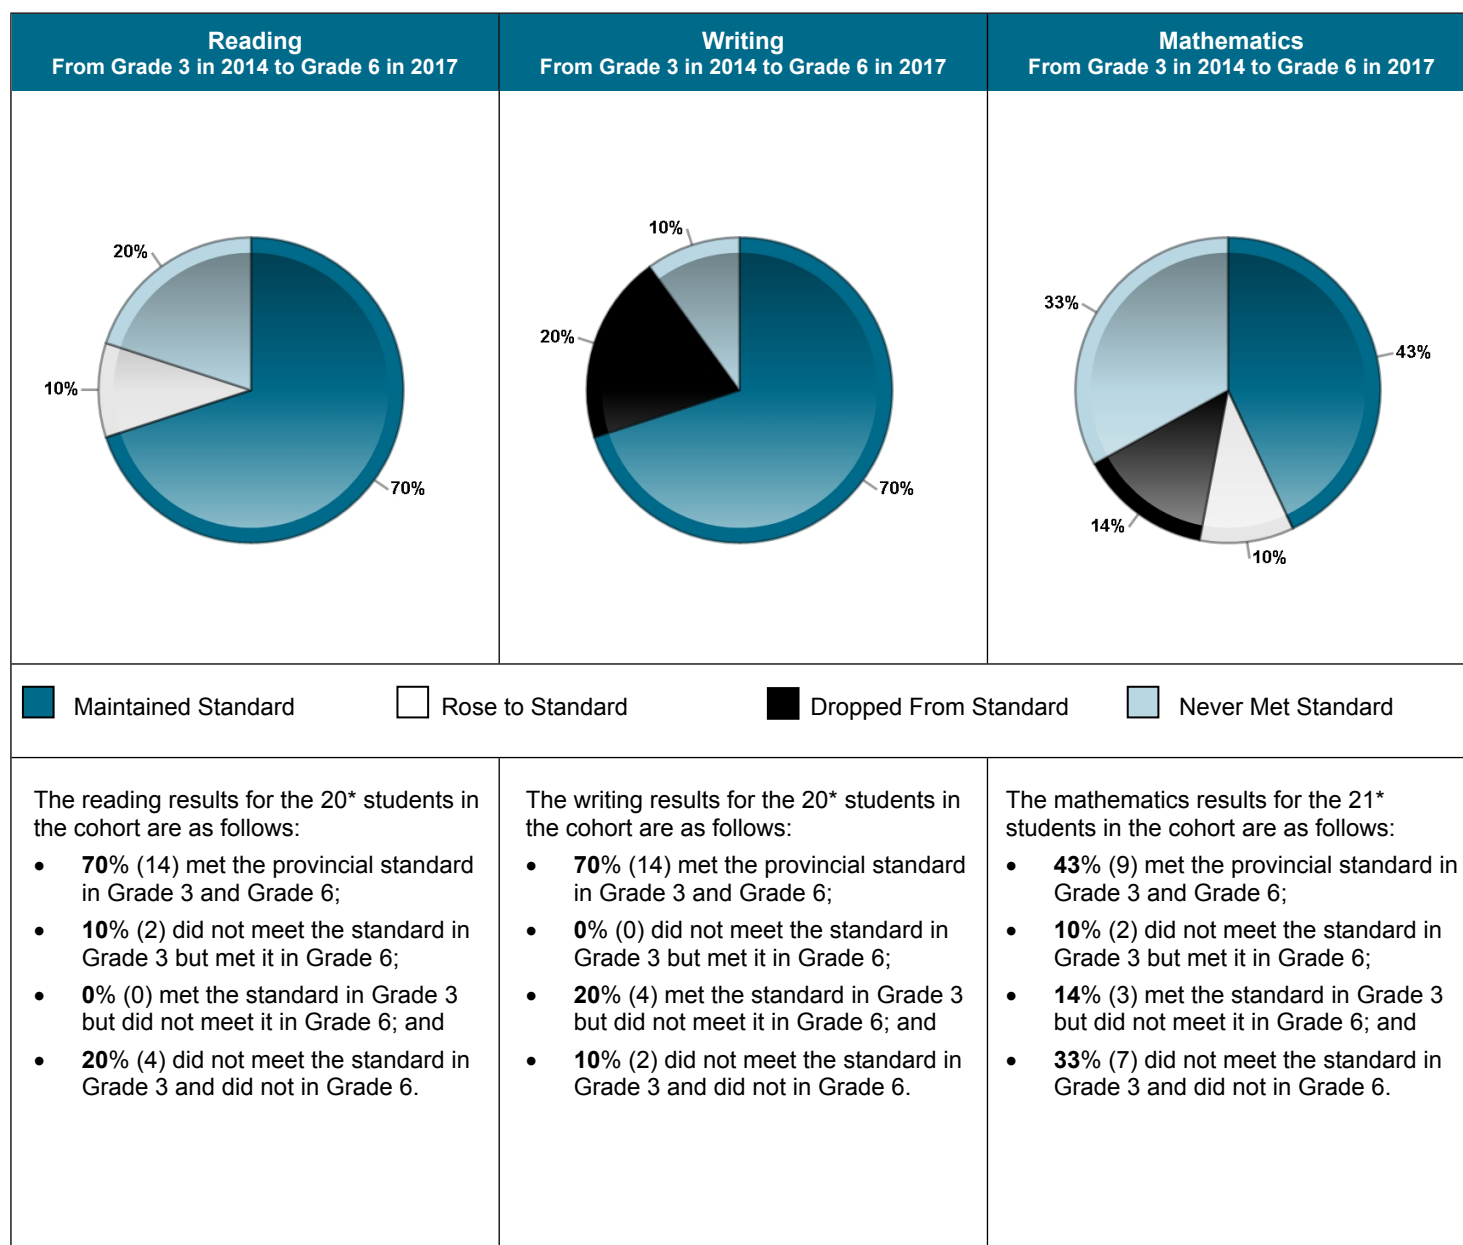 Reading
From Grade 3 in 2014 to Grade 6 in 2017
Writing
From Grade 3 in 2014 to Grade 6 in 2017
Mathematics
From Grade 3 in 2014 to Grade 6 in 2017
20%
10%
70%
10%
20%
70%
33%
43%
14%
10%
Maintained Standard
Rose to Standard
Dropped From Standard
Never Met Standard
The reading results for the 20* students in
the cohort are as follows:
• 70% (14) met the provincial standard
in Grade 3 and Grade 6;
• 10% (2) did not meet the standard in
Grade 3 but met it in Grade 6;
• 0% (0) met the standard in Grade 3
but did not meet it in Grade 6; and
• 20% (4) did not meet the standard in
Grade 3 and did not in Grade 6.
The writing results for the 20* students in
the cohort are as follows:
• 70% (14) met the provincial standard
in Grade 3 and Grade 6;
• 0% (0) did not meet the standard in
Grade 3 but met it in Grade 6;
• 20% (4) met the standard in Grade 3
but did not meet it in Grade 6; and
• 10% (2) did not meet the standard in
Grade 3 and did not in Grade 6.
The mathematics results for the 21*
students in the cohort are as follows:
• 43% (9) met the provincial standard in
Grade 3 and Grade 6;
• 10% (2) did not meet the standard in
Grade 3 but met it in Grade 6;
• 14% (3) met the standard in Grade 3
but did not meet it in Grade 6; and
• 33% (7) did not meet the standard in
Grade 3 and did not in Grade 6.